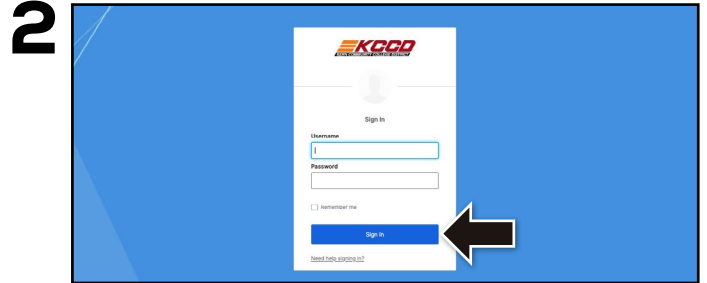 2
KCCD
KERN COMMUNITY COLLEGE DISTRICT
Sign In
Username
Password
Remember me
Sign In
Need help signing in?